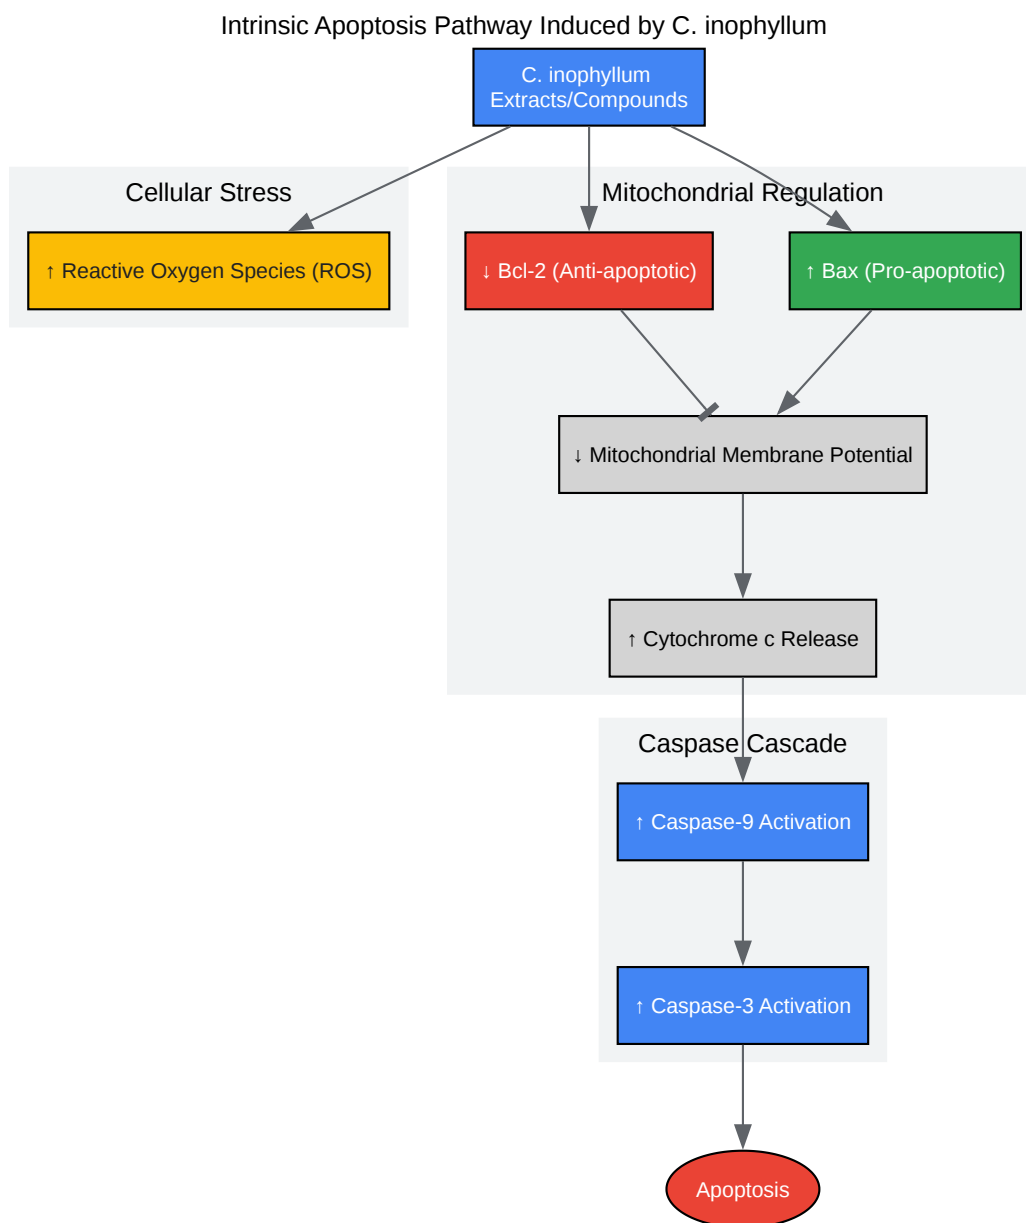 Intrinsic Apoptosis Pathway Induced by C. inophyllum
C. inophyllum
Extracts/Compounds
Cellular Stress
Mitochondrial Regulation
↑ Reactive Oxygen Species (ROS)
↓ Bcl-2 (Anti-apoptotic)
↑ Bax (Pro-apoptotic)
↓ Mitochondrial Membrane Potential
↑ Cytochrome c Release
Caspase Cascade
↑ Caspase-9 Activation
↑ Caspase-3 Activation
Apoptosis